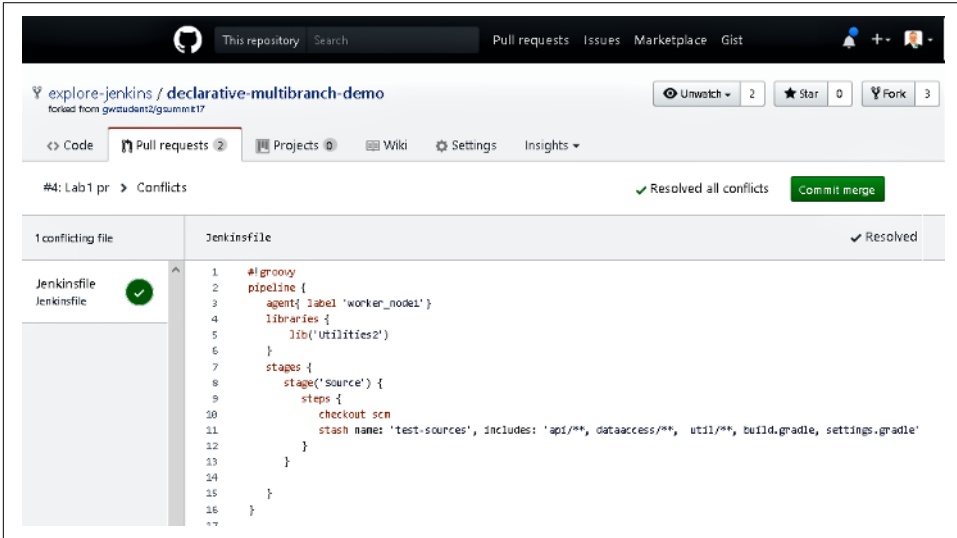 This repository Search Pull requests Issues Marketplace Gist
explore-jenkins / declarative-multibranch-demo Unwatch 2 Star 0 Fork 3
forked from gwstudent2/gsummit17
<> Code Pull requests 2 Projects 0 Wiki Settings Insights
#4: Lab1 pr > Conflicts Resolved all conflicts Commit merge
1 conflicting file Jenkinsfile Resolved
Jenkinsfile
Jenkinsfile
1 #!groovy
2 pipeline {
3 agent{ label 'worker_node1'}
4 libraries {
5 lib('Utilities2')
6 }
7 stages {
8 stage('Source') {
9 steps {
10 checkout scm
11 stash name: 'test-sources', includes: 'api/**, dataaccess/**, util/**, build.gradle, settings.gradle'
12 }
13 }
14
15 }
16 }
17